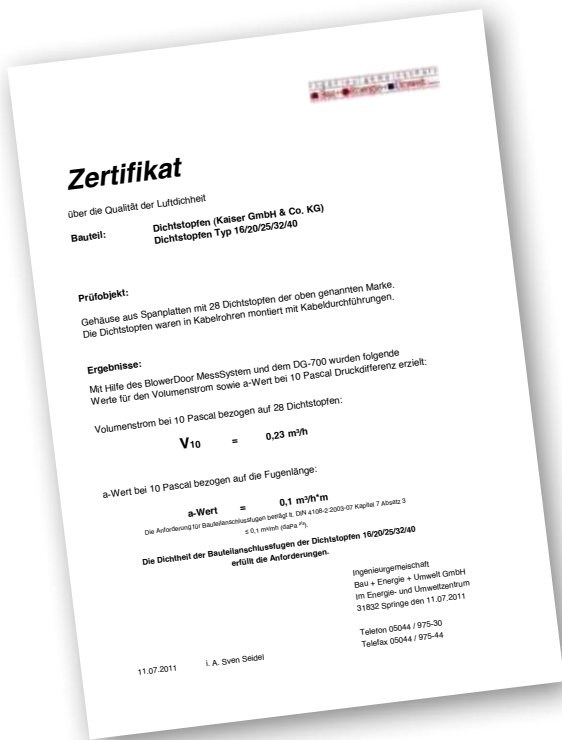 Bau + Energie + Umwelt
Zertifikat
über die Qualität der Luftdichheit
Bauteil: Dichtstopfen (Kaiser GmbH & Co. KG)
Dichtstopfen Typ 16/20/25/32/40
Prüfobjekt:
Gehäuse aus Spanplatten mit 28 Dichtstopfen der oben genannten Marke.
Die Dichtstopfen waren in Kabelrohren montiert mit Kabeldurchführungen.
Ergebnisse:
Mit Hilfe des BlowerDoor MessSystem und dem DG-700 wurden folgende
Werte für den Volumenstrom sowie a-Wert bei 10 Pascal Druckdifferenz erzielt:
Volumenstrom bei 10 Pascal bezogen auf 28 Dichtstopfen:
V10 = 0,23 m³/h
a-Wert bei 10 Pascal bezogen auf die Fugenlänge:
a-Wert = 0,1 m³/h*m
Die Anforderung für Bauteilanschlussfugen beträgt lt. DIN 4108-2:2003-07 Kapitel 7 Absatz 3
≤ 0,1 m³/mh (daPa ²/³).
Die Dichtheit der Bauteilanschlussfugen der Dichtstopfen 16/20/25/32/40
erfüllt die Anforderungen.
Ingenieurgemeinschaft
Bau + Energie + Umwelt GmbH
Im Energie- und Umweltzentrum
31832 Springe den 11.07.2011
Telefon 05044 / 975-30
Telefax 05044 / 975-44
11.07.2011 i. A. Sven Seidel